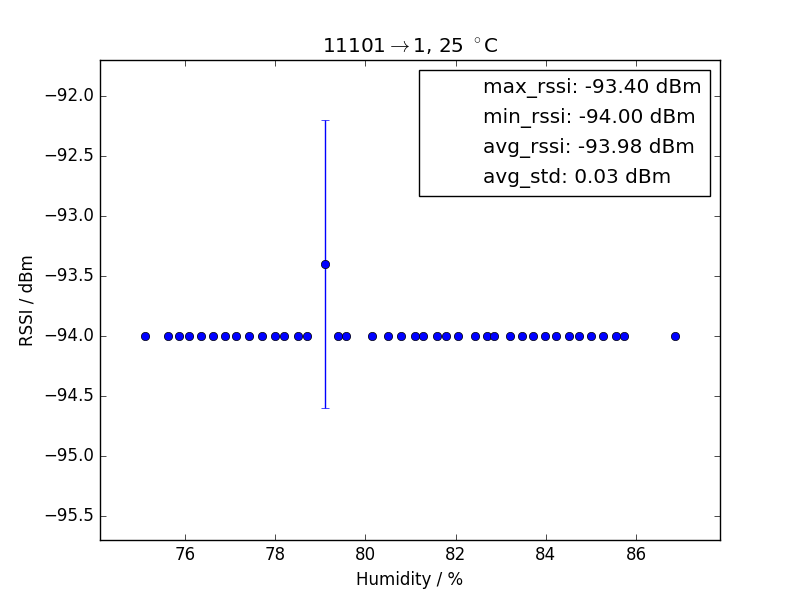 11101→1, 25 °C
max_rssi: -93.40 dBm
min_rssi: -94.00 dBm
avg_rssi: -93.98 dBm
avg_std: 0.03 dBm
RSSI / dBm
−92.0
−92.5
−93.0
−93.5
−94.0
−94.5
−95.0
−95.5
76 78 80 82 84 86
Humidity / %